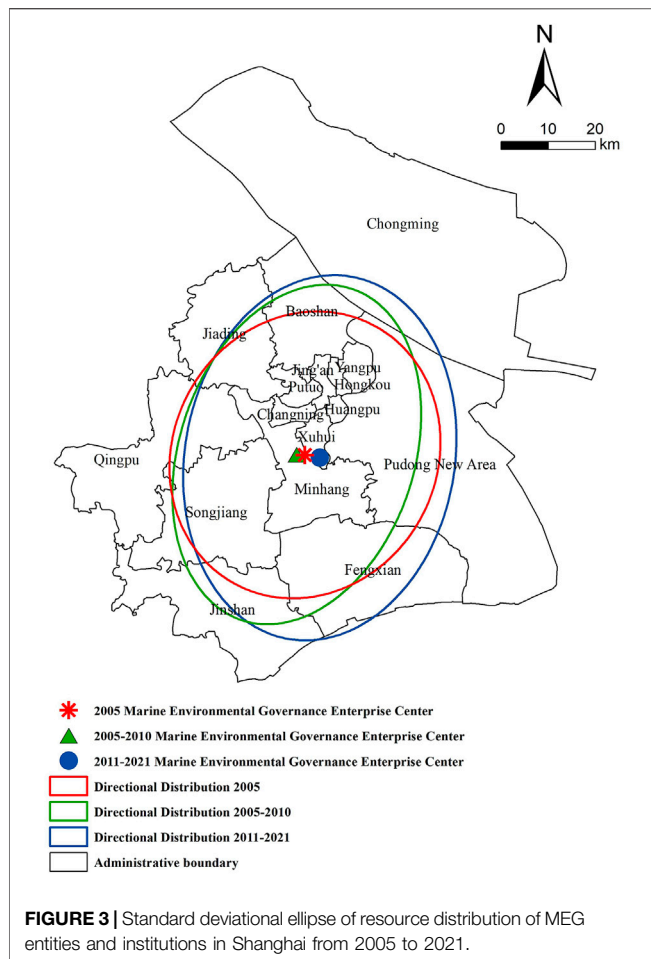 N
0 10 20
km
Chongming
Baoshan
Jiading
Jing'an Yangpu
Putuo Hongkou
Changning Huangpu
Xuhui
Qingpu
Pudong New Area
Minhang
Songjiang
Fengxian
Jinshan
2005 Marine Environmental Governance Enterprise Center
2005-2010 Marine Environmental Governance Enterprise Center
2011-2021 Marine Environmental Governance Enterprise Center
Directional Distribution 2005
Directional Distribution 2005-2010
Directional Distribution 2011-2021
Administrative boundary
FIGURE 3 | Standard deviational ellipse of resource distribution of MEG
entities and institutions in Shanghai from 2005 to 2021.